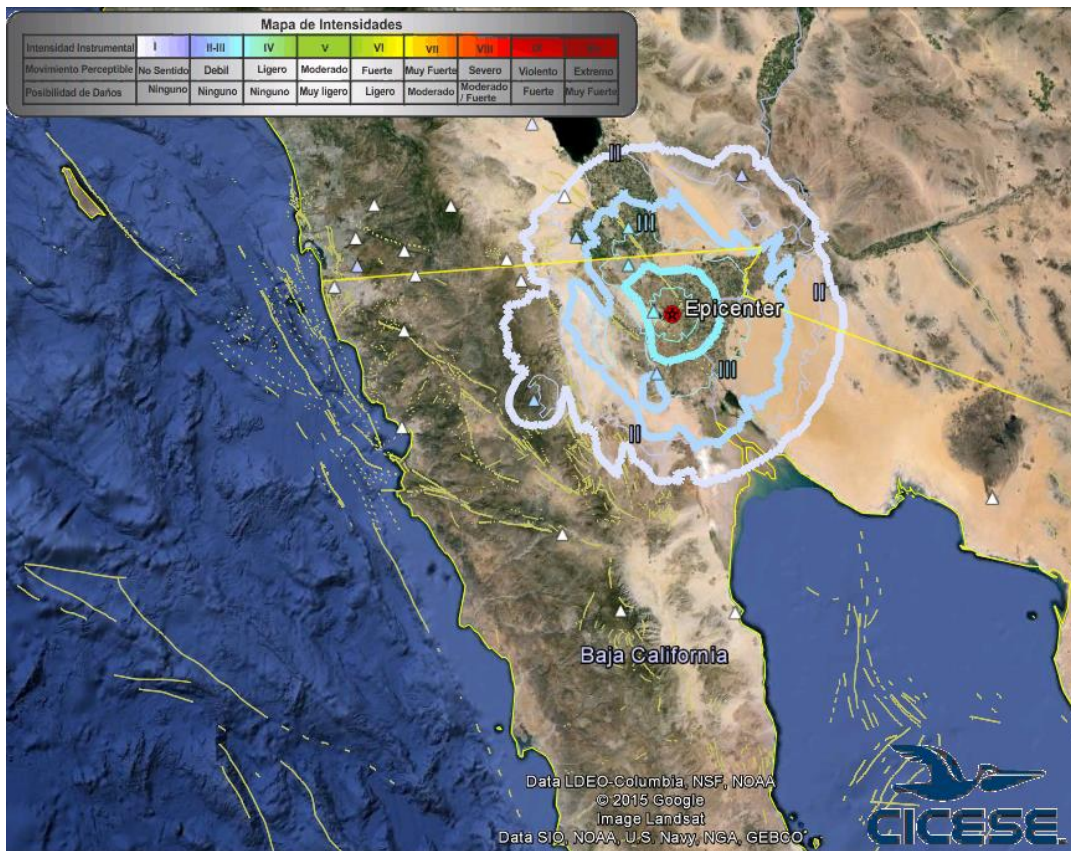 Mapa de Intensidades
Intensidad Instrumental I II-III IV V VI VII VIII IX
Movimiento Perceptible No Sentido Debil Ligero Moderado Fuerte Muy Fuerte Severo Violento Extremo
Posibilidad de Daños Ninguno Ninguno Ninguno Muy ligero Ligero Moderado Moderado / Fuerte Fuerte Muy Fuerte
II
III
II
Epicenter
III
II
Baja California
Data LDEO-Columbia, NSF, NOAA
© 2015 Google
Image Landsat
Data SIO, NOAA, U.S. Navy, NGA, GEBCO
CICESE